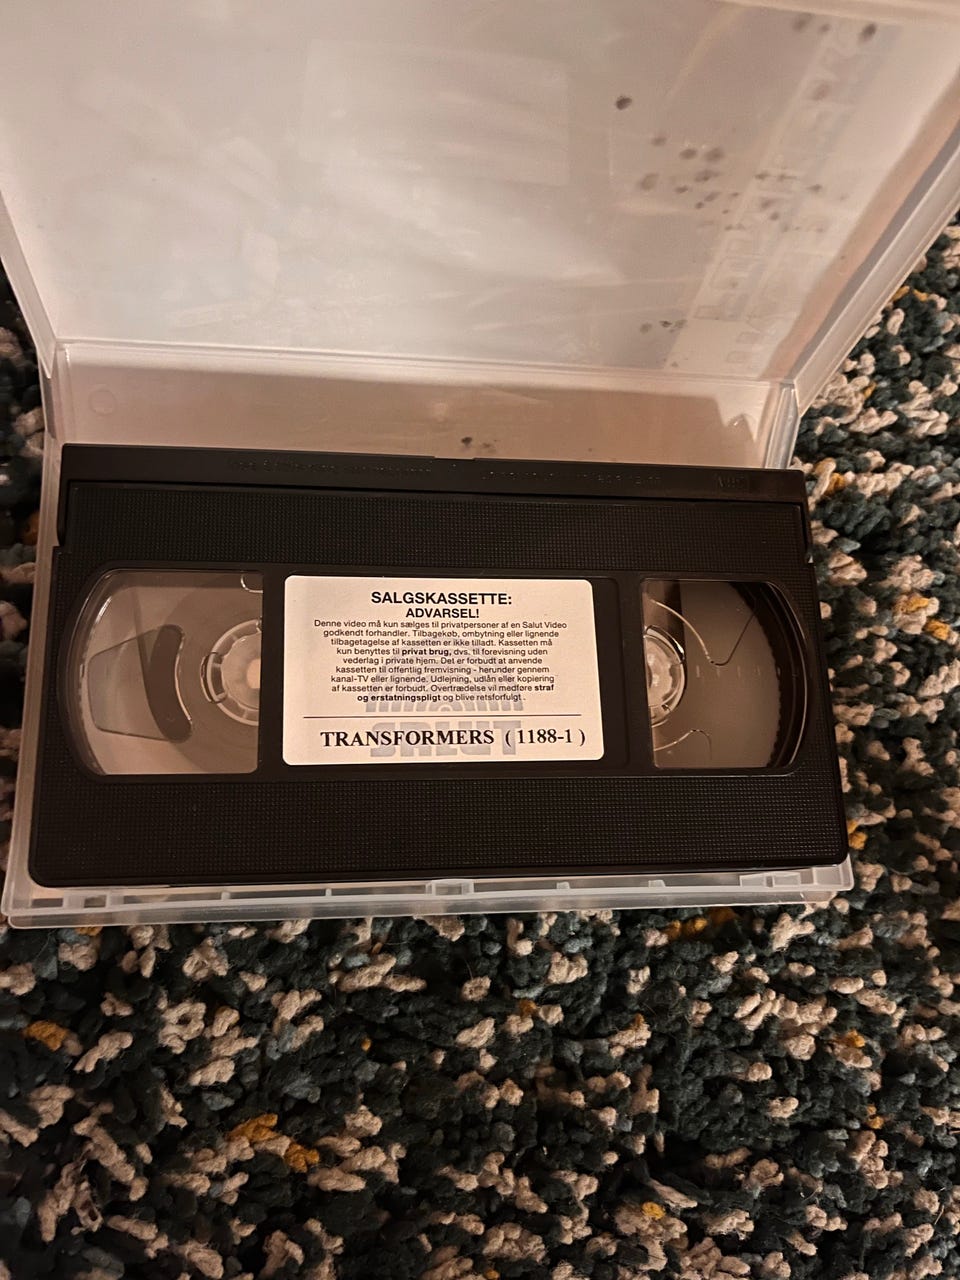 SALGSKASSETTE:
ADVARSEL!
Denne video må kun sælges til privatpersoner af en Salut Video
godkendt forhandler. Tilbagekøb, ombytning eller lignende
tilbagetagelse af kassetten er ikke tilladt. Kassetten må
kun benyttes til privat brug, dvs. til forevisning uden
vederlag i private hjem. Det er forbudt at anvende
kassetten til offentlig fremvisning - herunder gennem
kanal-TV eller lignende. Udlejning, udlån eller kopiering
af kassetten er forbudt. Overtrædelse vil medføre straf
og erstatningspligt og blive retsforfulgt .
SALUT
TRANSFORMERS ( 1188-1 )